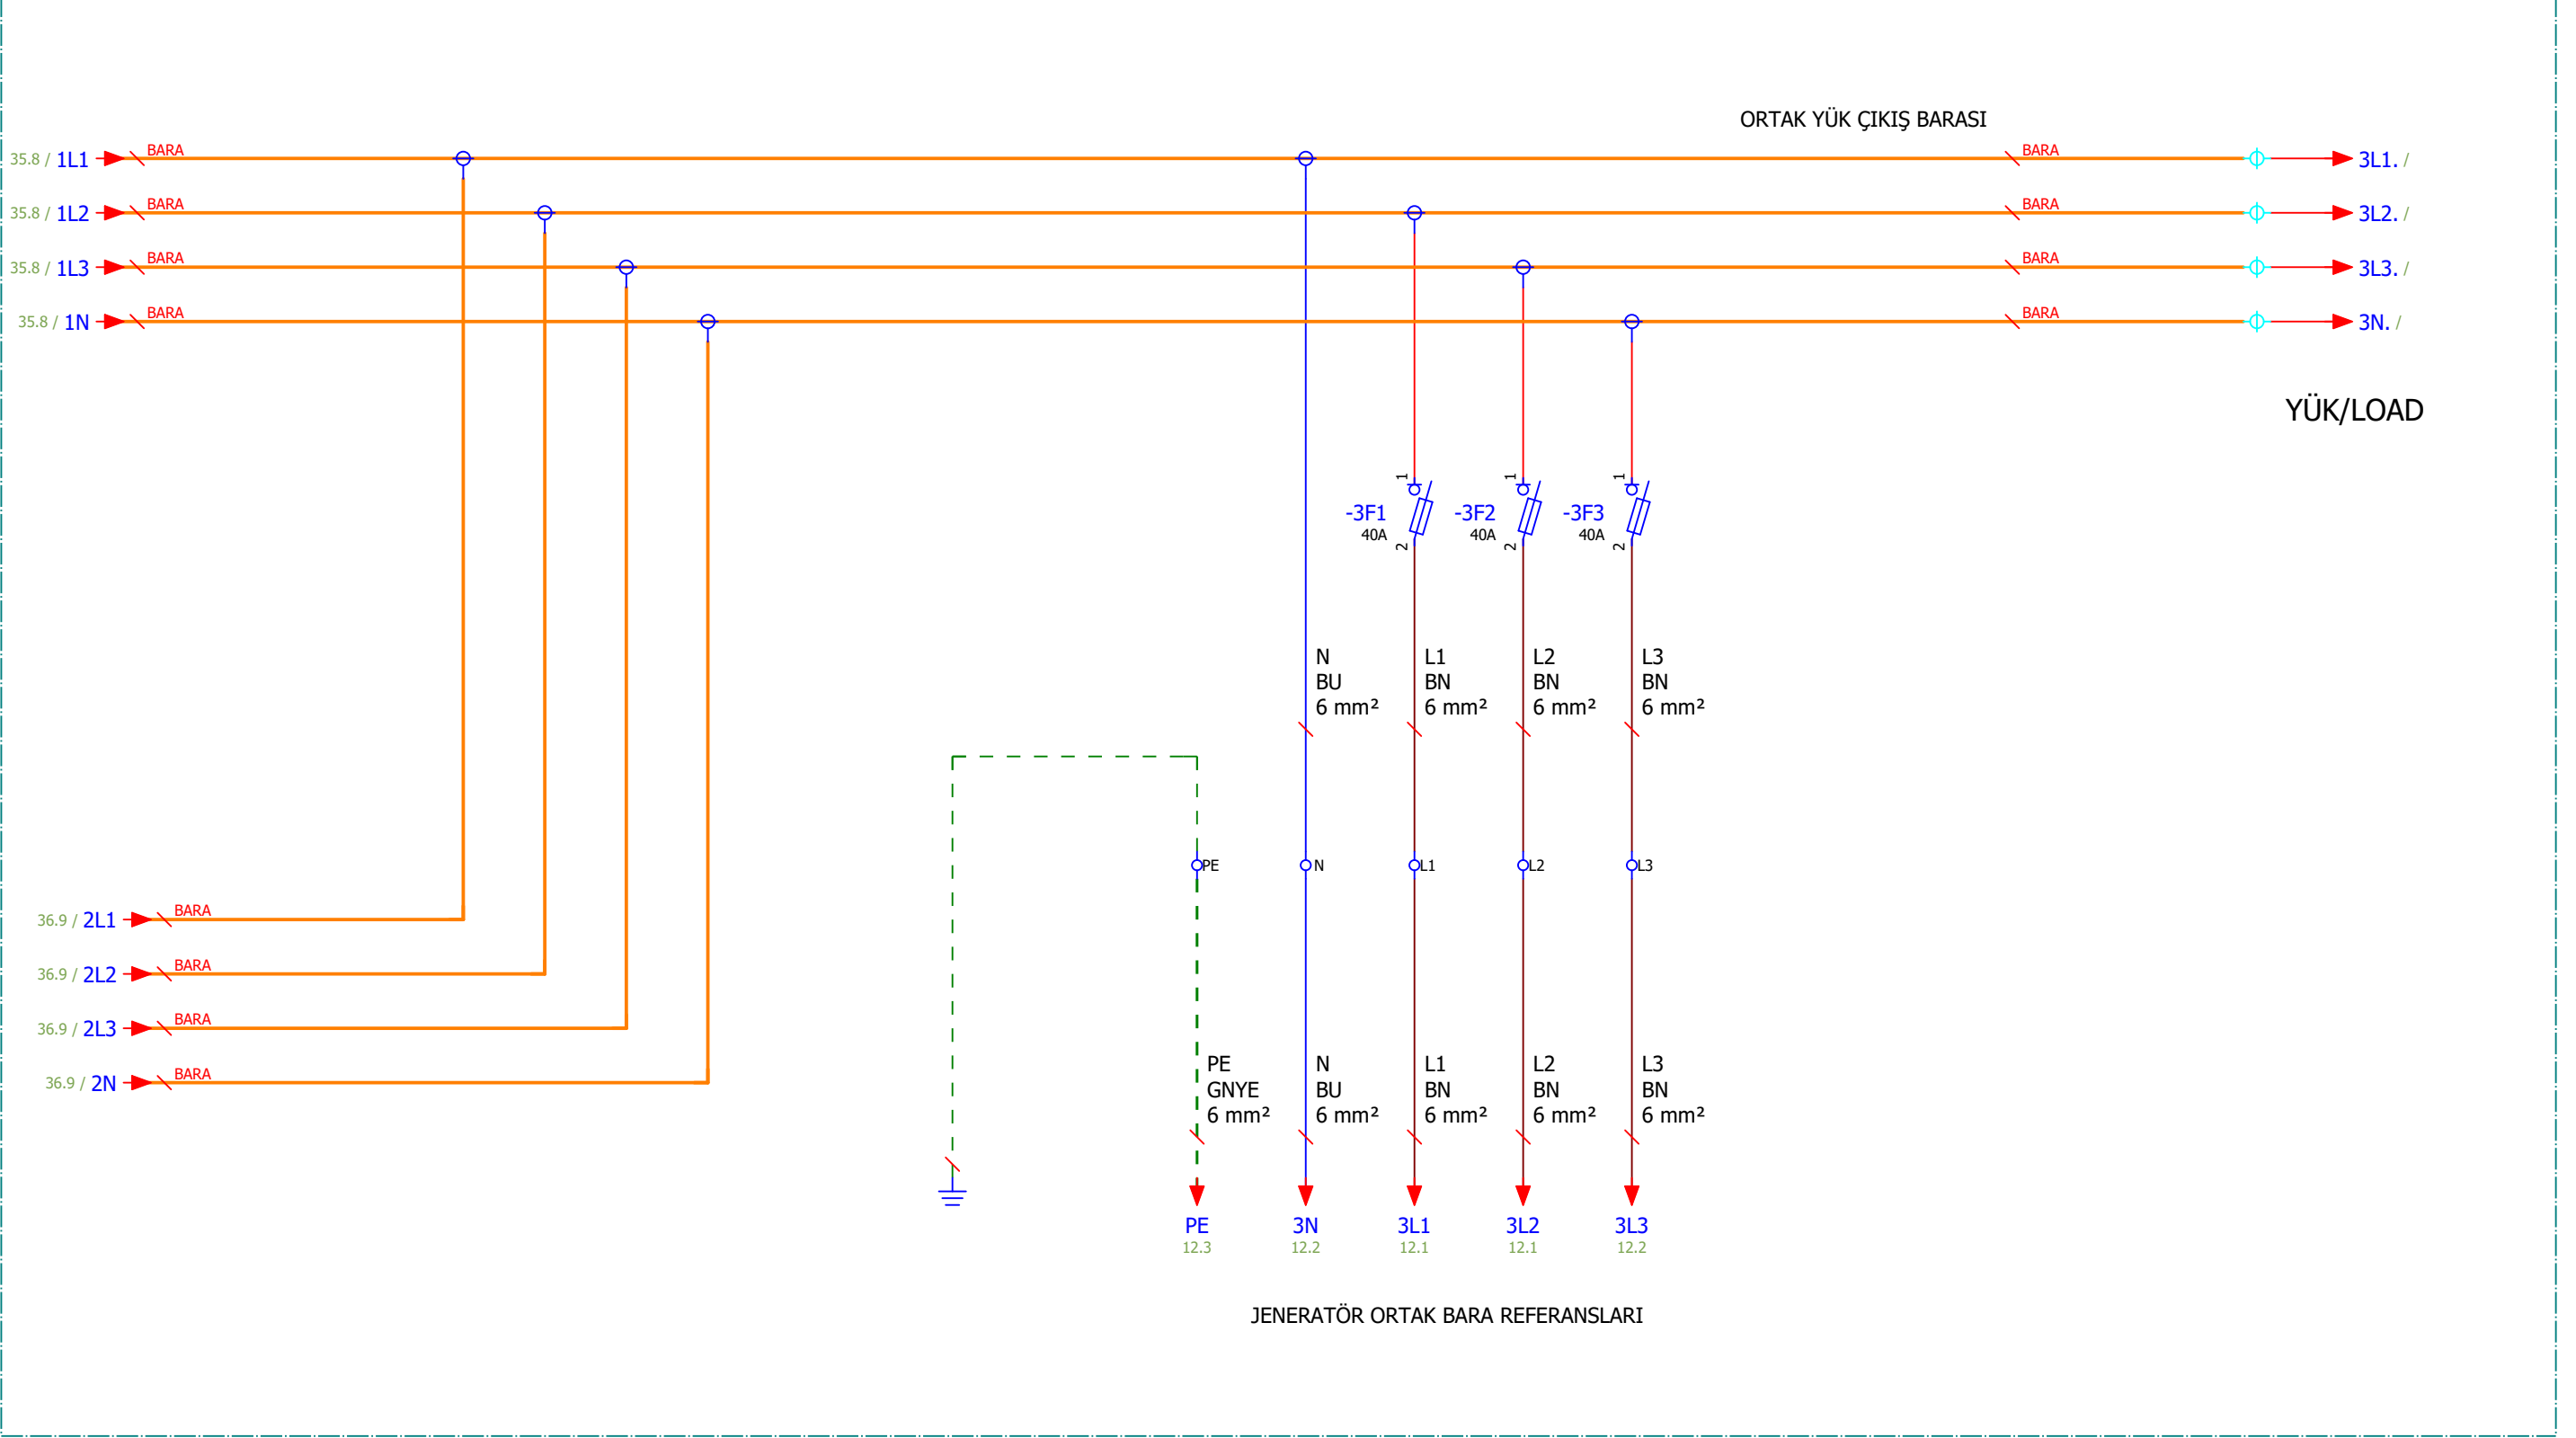 ORTAK YÜK ÇIKIŞ BARASI
35.8 / 1L1 BARA BARA 3L1. /
35.8 / 1L2 BARA BARA 3L2. /
35.8 / 1L3 BARA BARA 3L3. /
35.8 / 1N BARA BARA 3N. /
YÜK/LOAD
1 1 1
-3F1 -3F2 -3F3
40A 40A 40A
2 2 2
N L1 L2 L3
BU BN BN BN
6 mm² 6 mm² 6 mm² 6 mm²
PE N L1 L2 L3
36.9 / 2L1 BARA
36.9 / 2L2 BARA
36.9 / 2L3 BARA
36.9 / 2N BARA
PE N L1 L2 L3
GNYE BU BN BN BN
6 mm² 6 mm² 6 mm² 6 mm² 6 mm²
PE 3N 3L1 3L2 3L3
12.3 12.2 12.1 12.1 12.2
JENERATÖR ORTAK BARA REFERANSLARI